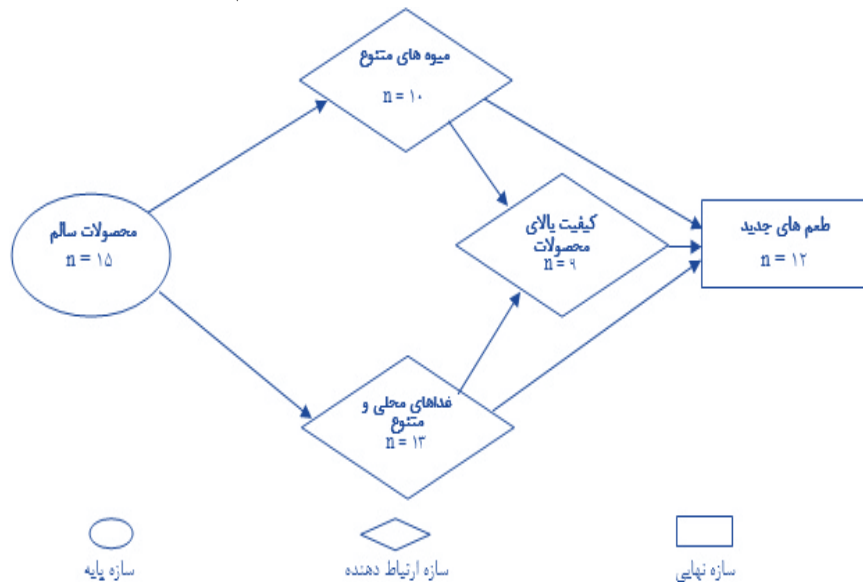 میوه های متنوع
n = ۱۰
محصولات سالم
n = ۱۵
کیفیت بالای
محصولات
n = ۹
طعم های جدید
n = ۱۲
غذاهای محلی و
متنوع
n = ۱۳
سازه پایه
سازه ارتباط دهنده
سازه نهایی